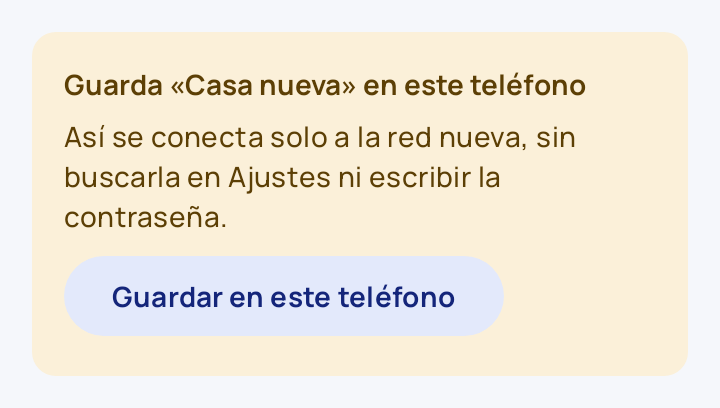 Guarda «Casa nueva» en este teléfono
Así se conecta solo a la red nueva, sin
buscarla en Ajustes ni escribir la
contraseña.
Guardar en este teléfono